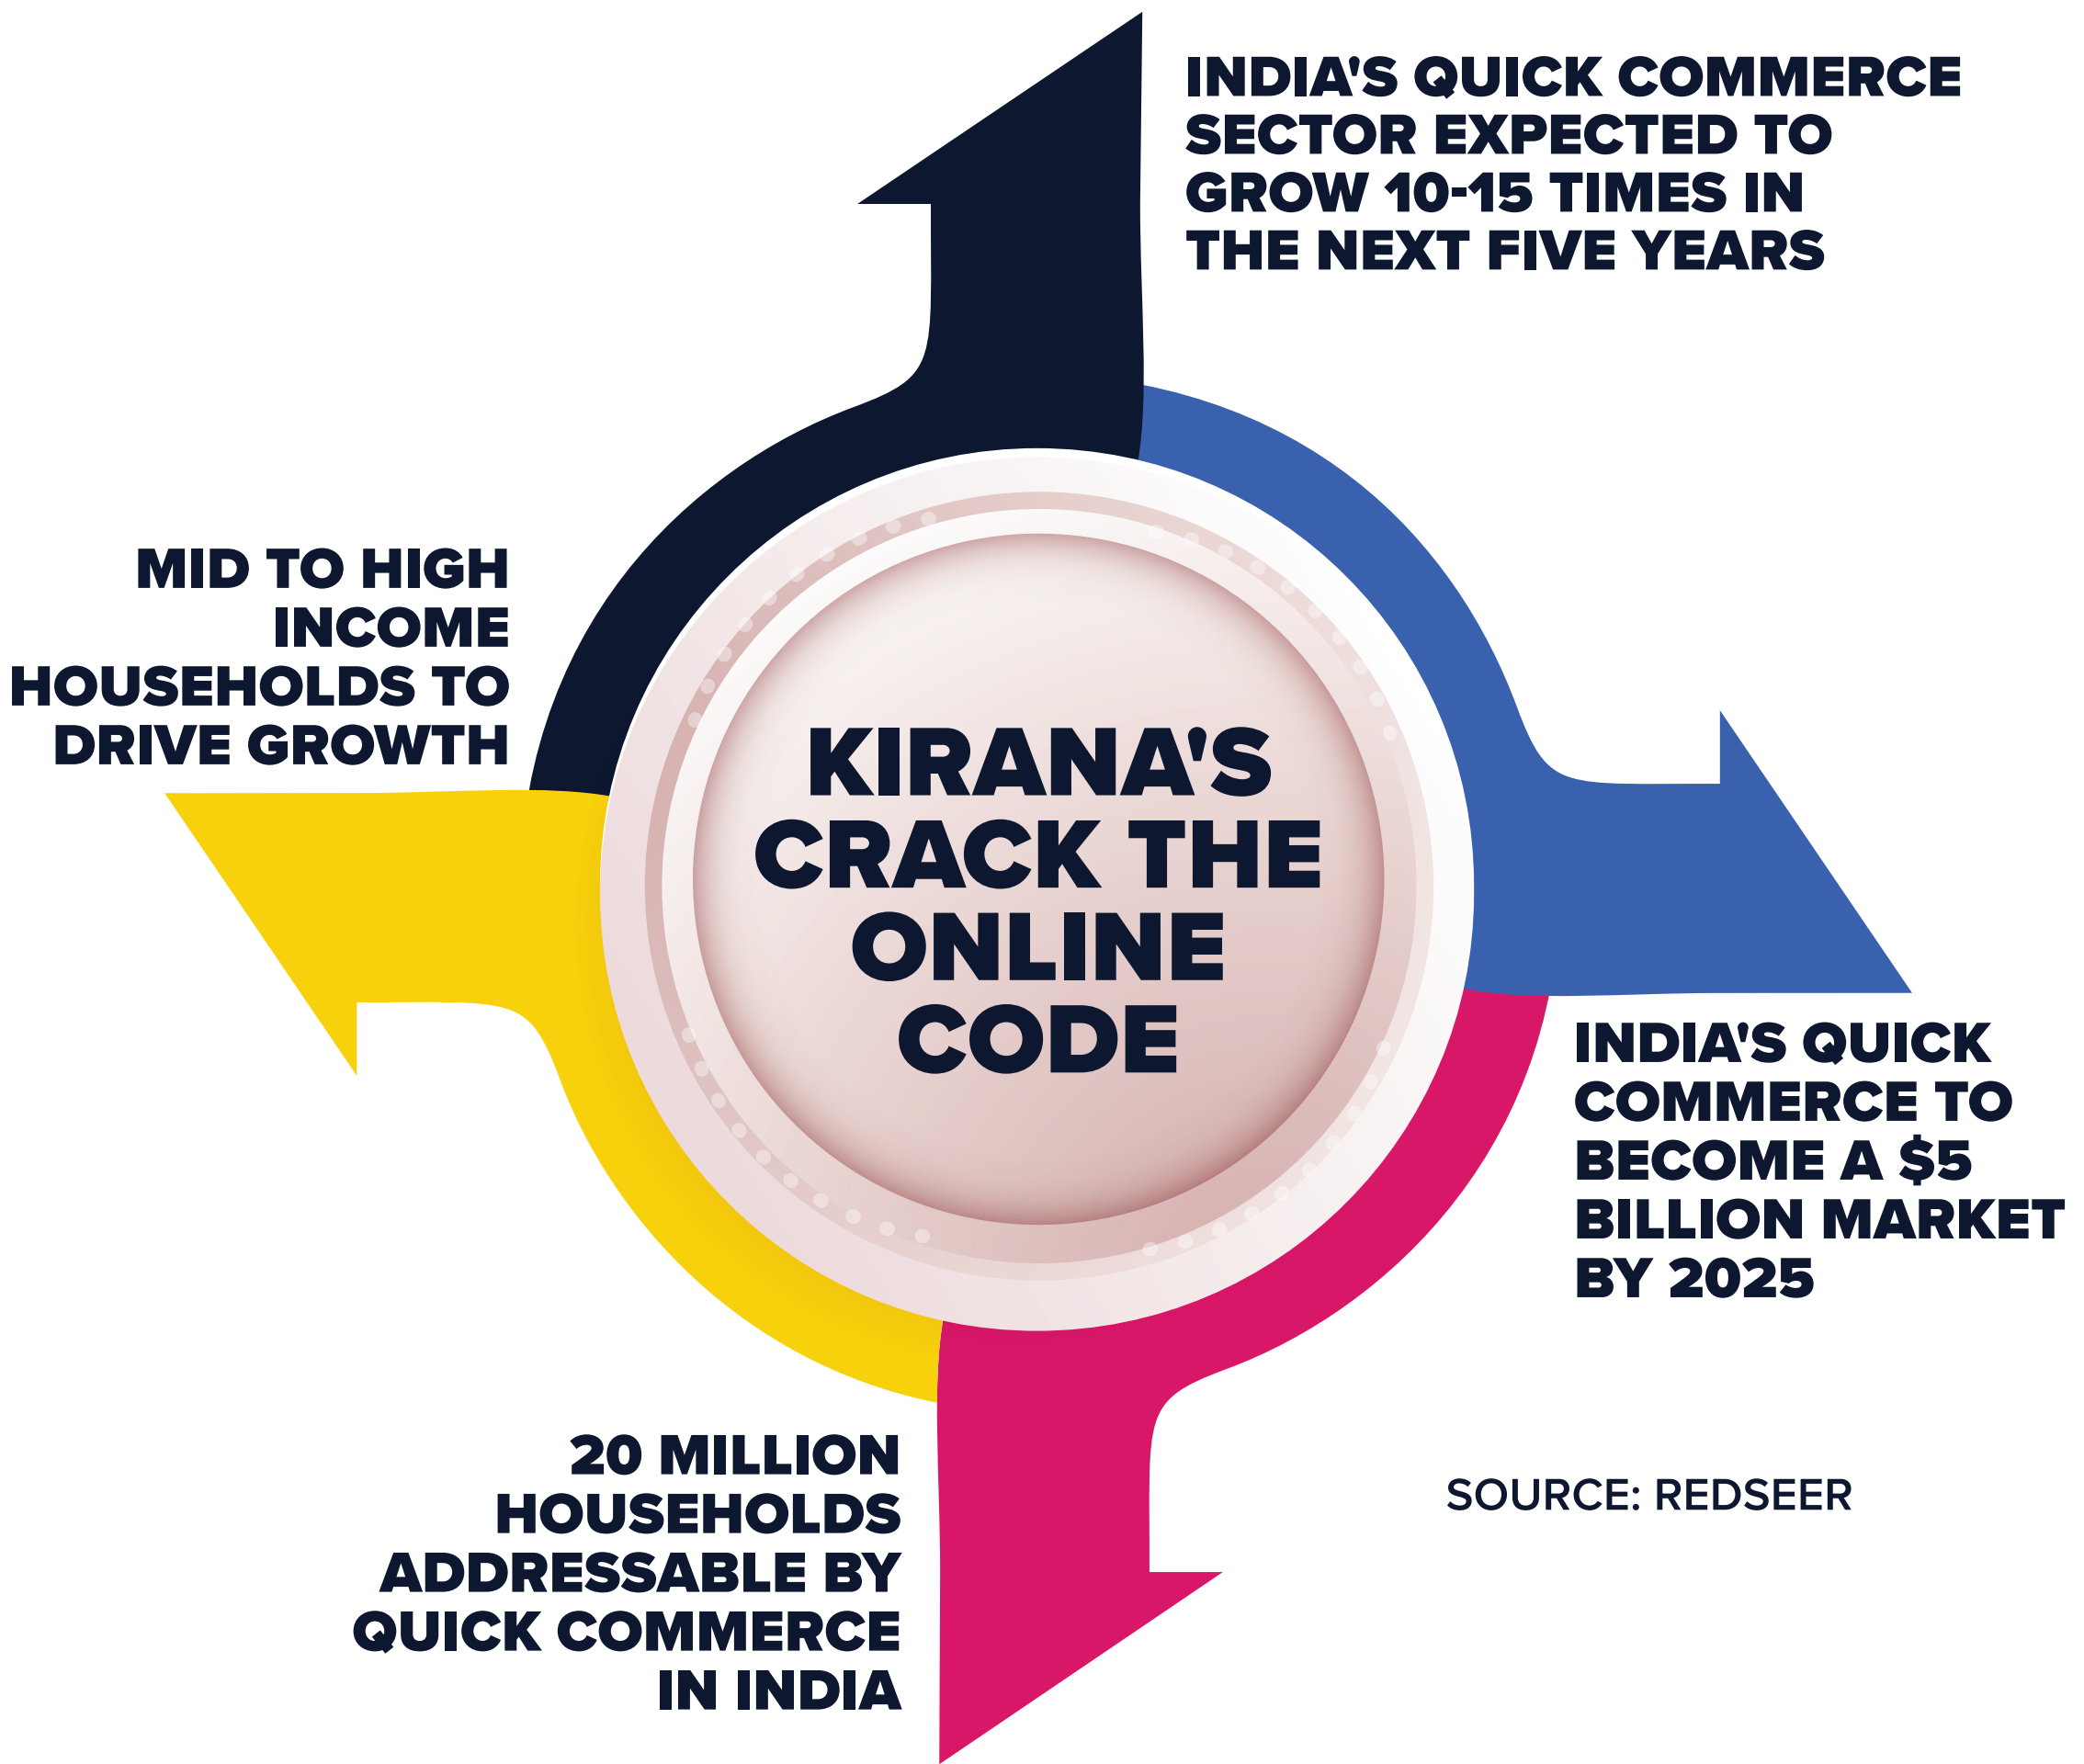 INDIA'S QUICK COMMERCE
SECTOR EXPECTED TO
GROW 10-15 TIMES IN
THE NEXT FIVE YEARS
MID TO HIGH
INCOME
HOUSEHOLDS TO
DRIVE GROWTH
KIRANA'S
CRACK THE
ONLINE
CODE
INDIA'S QUICK
COMMERCE TO
BECOME A $5
BILLION MARKET
BY 2025
20 MILLION
HOUSEHOLDS
ADDRESSABLE BY
QUICK COMMERCE
IN INDIA
SOURCE: REDSEER